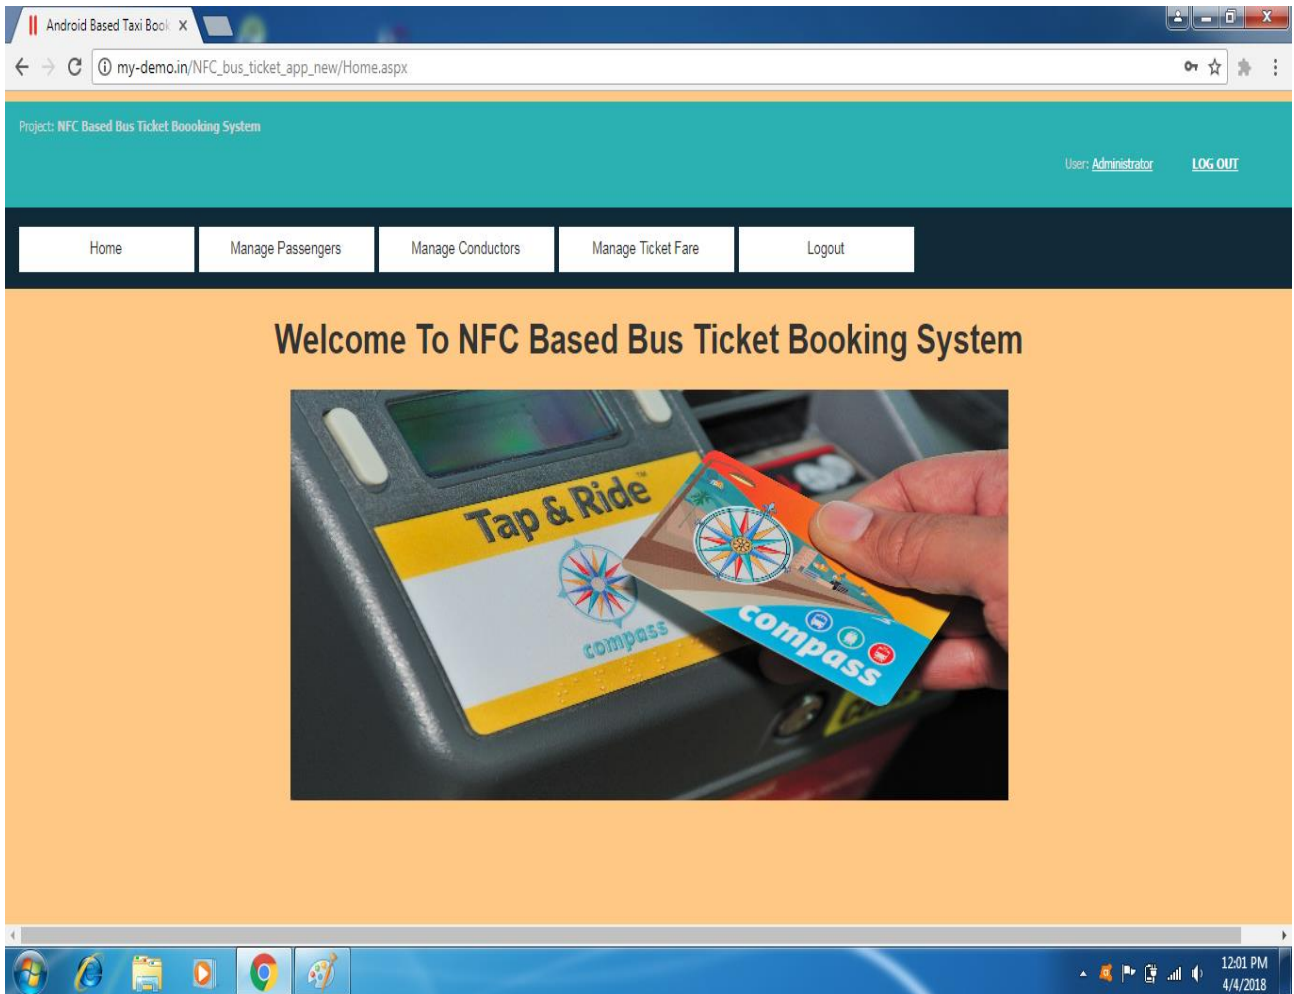 Android Based Taxi Book
my-demo.in/NFC_bus_ticket_app_new/Home.aspx
Project: NFC Based Bus Ticket Boooking System
User: Administrator LOG OUT
Home Manage Passengers Manage Conductors Manage Ticket Fare Logout
Welcome To NFC Based Bus Ticket Booking System
Tap & Ride™
compass
compass
12:01 PM
4/4/2018